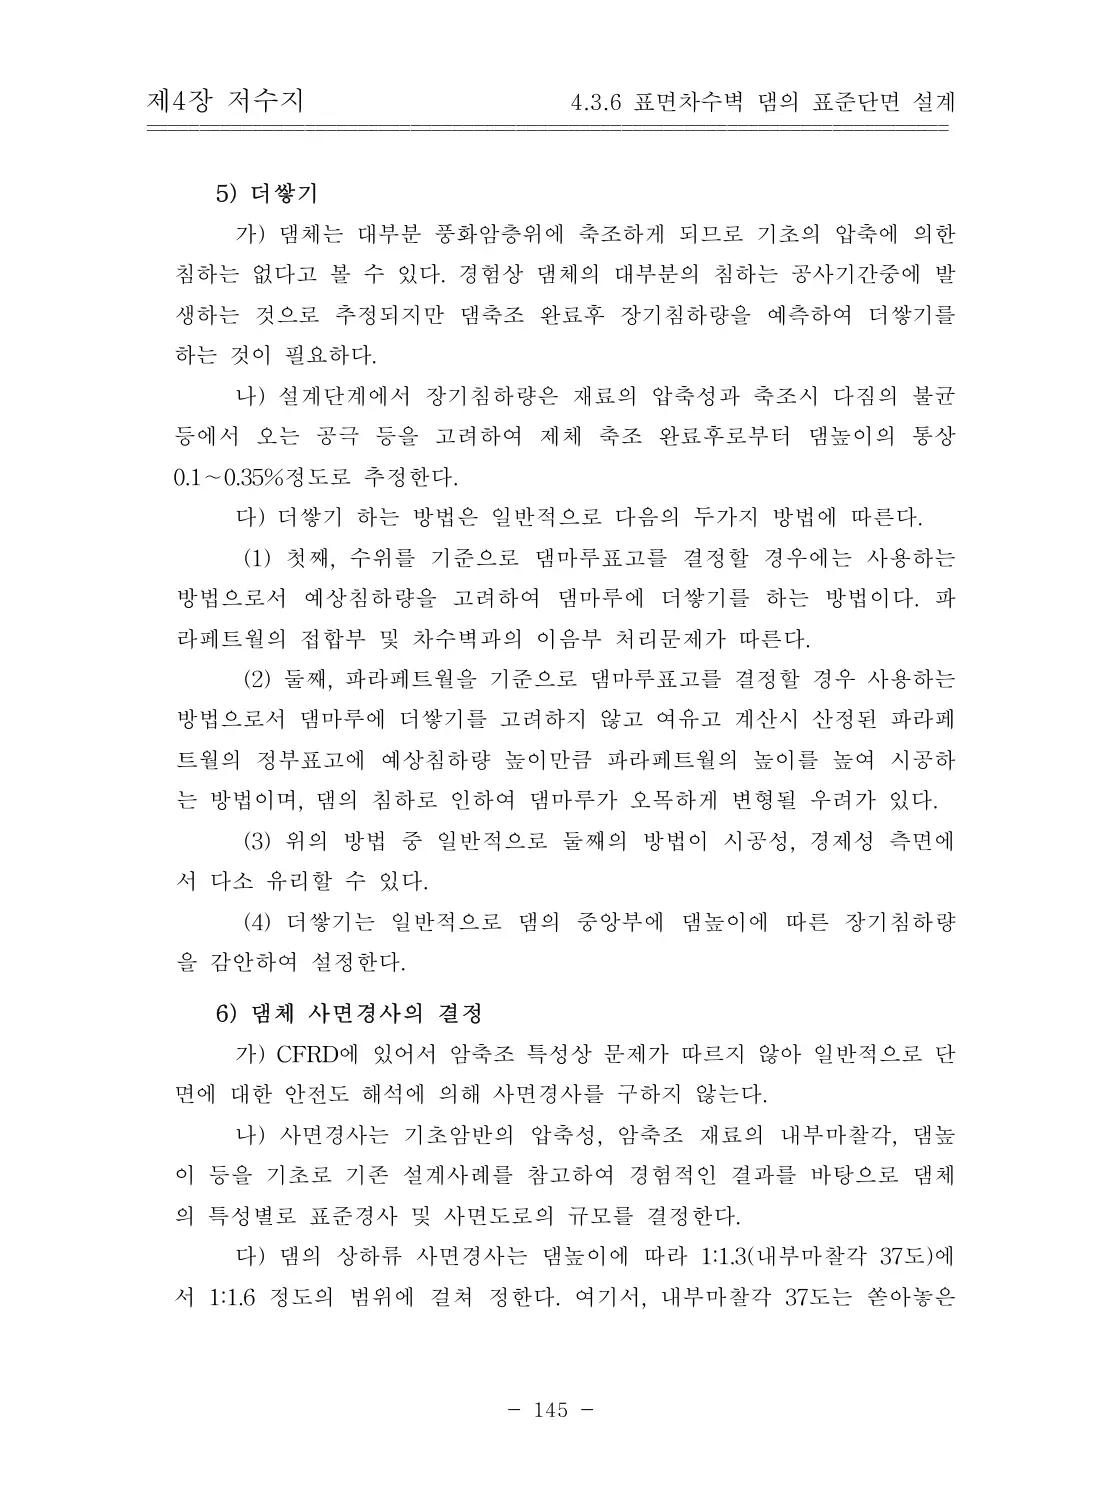 제4장 저수지 4.3.6 표면차수벽 댐의 표준단면 설계
5) 더쌓기
가) 댐체는 대부분 풍화암층위에 축조하게 되므로 기초의 압축에 의한
침하는 없다고 볼 수 있다. 경험상 댐체의 대부분의 침하는 공사기간중에 발
생하는 것으로 추정되지만 댐축조 완료후 장기침하량을 예측하여 더쌓기를
하는 것이 필요하다.
나) 설계단계에서 장기침하량은 재료의 압축성과 축조시 다짐의 불균
등에서 오는 공극 등을 고려하여 제체 축조 완료후로부터 댐높이의 통상
0.1～0.35%정도로 추정한다.
다) 더쌓기 하는 방법은 일반적으로 다음의 두가지 방법에 따른다.
(1) 첫째, 수위를 기준으로 댐마루표고를 결정할 경우에는 사용하는
방법으로서 예상침하량을 고려하여 댐마루에 더쌓기를 하는 방법이다. 파
라페트월의 접합부 및 차수벽과의 이음부 처리문제가 따른다.
(2) 둘째, 파라페트월을 기준으로 댐마루표고를 결정할 경우 사용하는
방법으로서 댐마루에 더쌓기를 고려하지 않고 여유고 계산시 산정된 파라페
트월의 정부표고에 예상침하량 높이만큼 파라페트월의 높이를 높여 시공하
는 방법이며, 댐의 침하로 인하여 댐마루가 오목하게 변형될 우려가 있다.
(3) 위의 방법 중 일반적으로 둘째의 방법이 시공성, 경제성 측면에
서 다소 유리할 수 있다.
(4) 더쌓기는 일반적으로 댐의 중앙부에 댐높이에 따른 장기침하량
을 감안하여 설정한다.
6) 댐체 사면경사의 결정
가) CFRD에 있어서 암축조 특성상 문제가 따르지 않아 일반적으로 단
면에 대한 안전도 해석에 의해 사면경사를 구하지 않는다.
나) 사면경사는 기초암반의 압축성, 암축조 재료의 내부마찰각, 댐높
이 등을 기초로 기존 설계사례를 참고하여 경험적인 결과를 바탕으로 댐체
의 특성별로 표준경사 및 사면도로의 규모를 결정한다.
다) 댐의 상하류 사면경사는 댐높이에 따라 1:1.3(내부마찰각 37도)에
서 1:1.6 정도의 범위에 걸쳐 정한다. 여기서, 내부마찰각 37도는 쏟아놓은
- 145 -